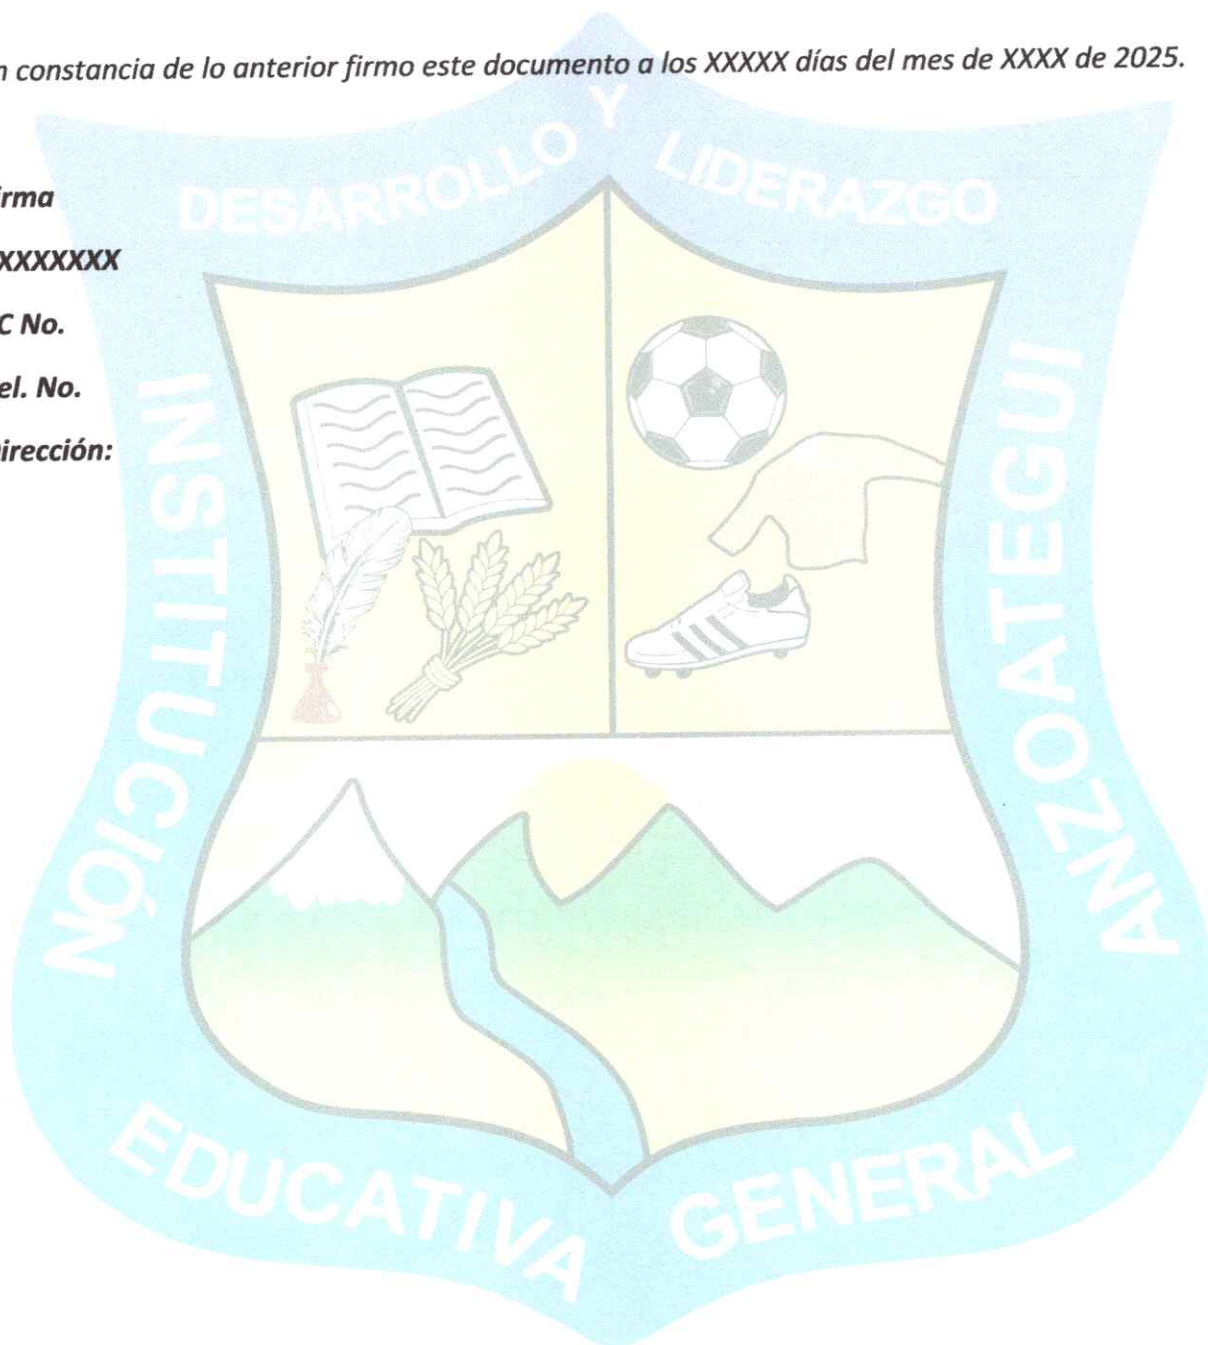 n constancia de lo anterior firmo este documento a los XXXXX días del mes de XXXX de 2025.
DESARROLLO Y LIDERAZGO
irma
XXXXXXXX
C No.
el. No.
irección:
INSTITUCIÓN
EDUCATIVA
GENERAL
ANZOATEGUI